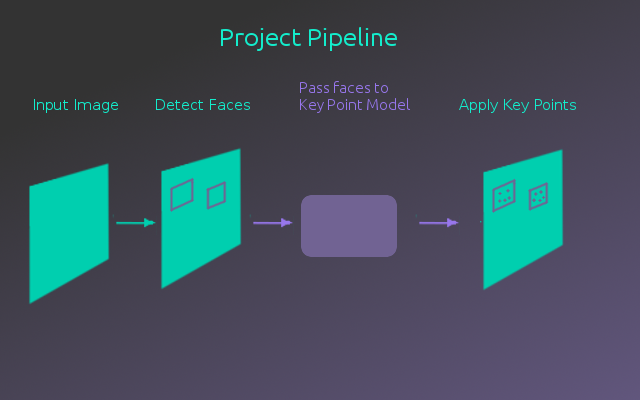 Project Pipeline
Input Image
Detect Faces
Pass faces to
Key Point Model
Apply Key Points